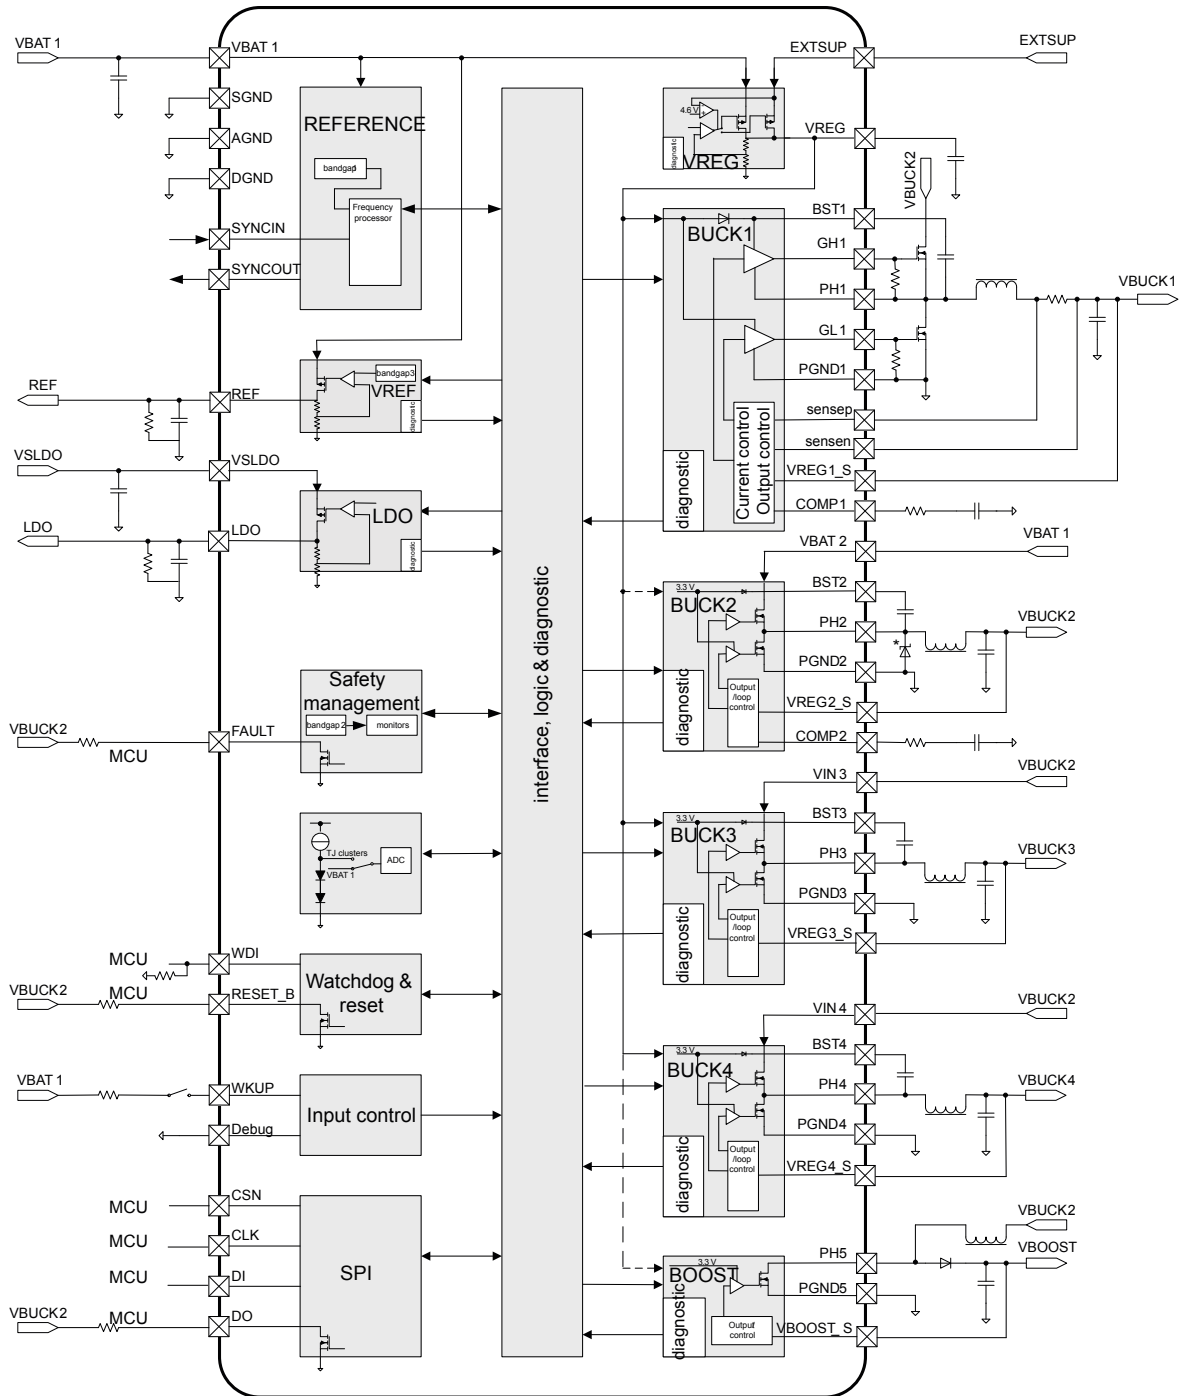 VBAT 1
VBAT 1
EXTSUP
EXTSUP
SGND
AGND
DGND
SYNCIN
SYNCOUT
REFERENCE
bandgap1
Frequency
processor
4.6 V
diagnostic
VREG
VREG
VBUCK2
BUCK1
BST1
GH1
PH1
GL1
PGND1
sensep
sensen
VREG1_S
COMP1
VBUCK1
Current control
Output control
diagnostic
REF
REF
bandgap3
VREF
diagnostic
VSLDO
VSLDO
LDO
LDO
LDO
diagnostic
interface, logic & diagnostic
VBAT 2
VBAT 1
3.3 V
BUCK2
BST2
PH2
*
VBUCK2
PGND2
Output
/loop
control
diagnostic
VREG2_S
COMP2
Safety
management
bandgap 2
monitors
VBUCK2
MCU
FAULT
TJ clusters
VBAT 1
ADC
VIN 3
VBUCK2
3.3 V
BUCK3
BST3
PH3
VBUCK3
PGND3
Output
/loop
control
diagnostic
VREG3_S
MCU
WDI
VBUCK2
MCU
RESET_B
Watchdog &
reset
VIN 4
VBUCK2
3.3 V
BUCK4
BST4
PH4
VBUCK4
PGND4
Output
/loop
control
diagnostic
VREG4_S
VBAT 1
WKUP
Debug
Input control
MCU
CSN
MCU
CLK
MCU
DI
VBUCK2
MCU
DO
SPI
VBUCK2
3.3 V
BOOST
PH5
VBOOST
PGND5
Output
control
diagnostic
VBOOST_S